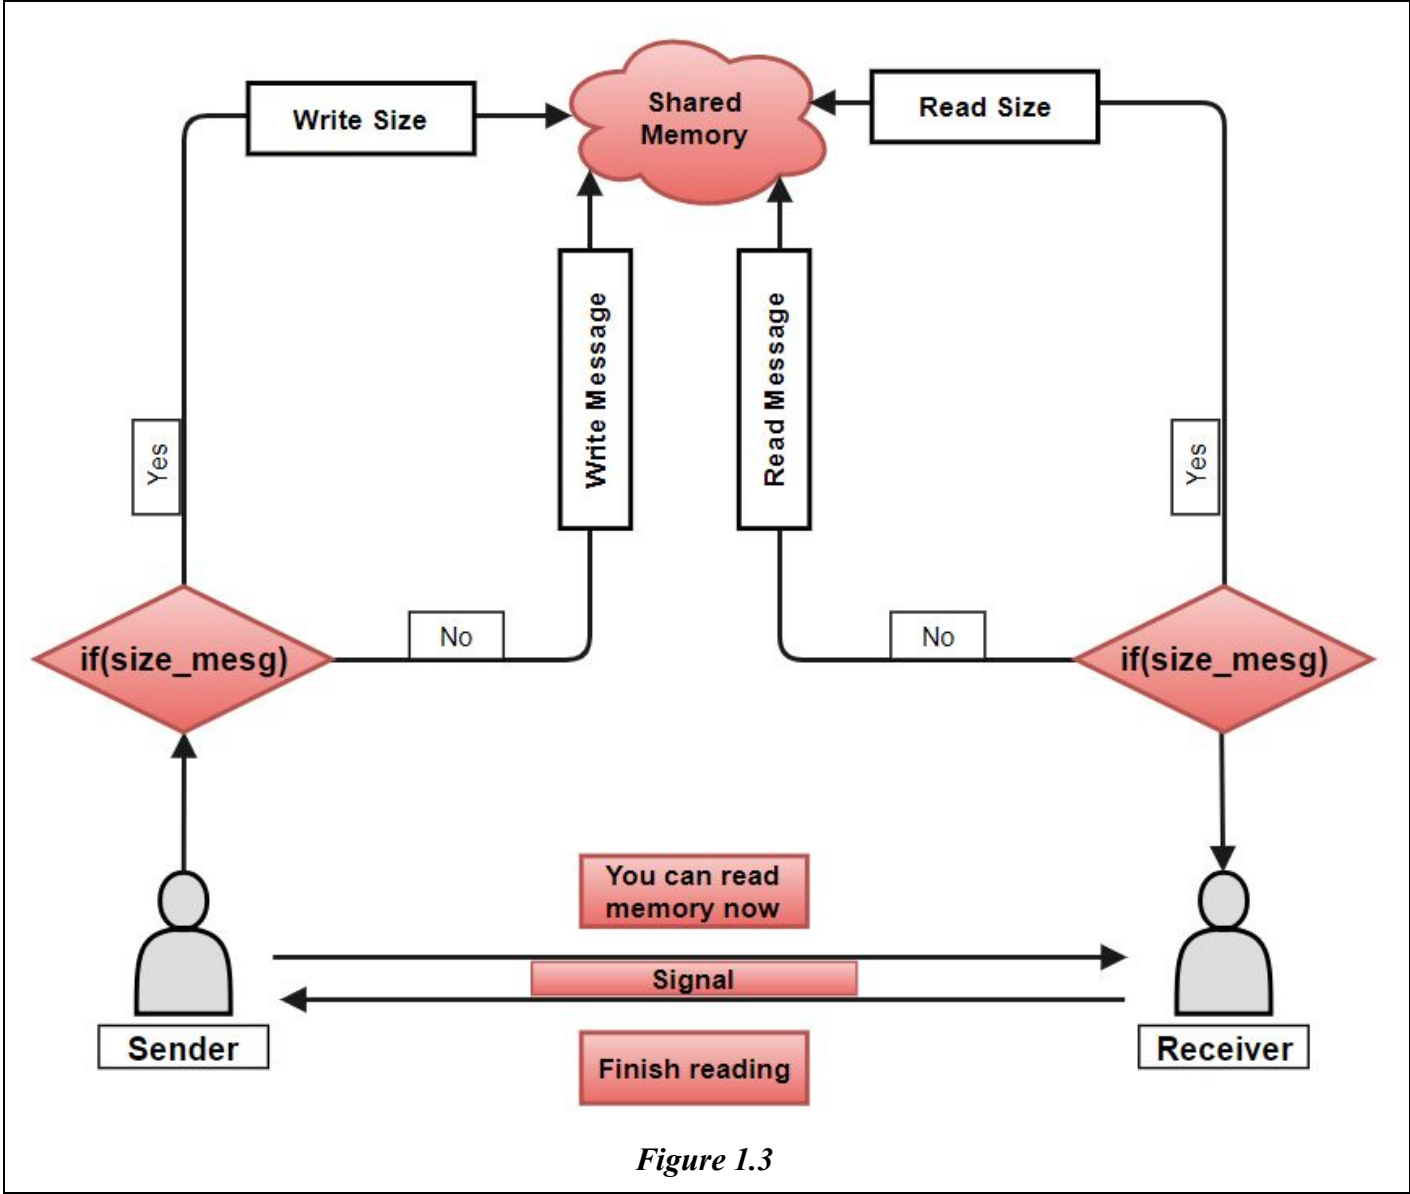 Write Size
Shared
Memory
Read Size
Write Message
Read Message
Yes
Yes
No
No
if(size_mesg)
if(size_mesg)
You can read
memory now
Signal
Finish reading
Sender
Receiver
Figure 1.3